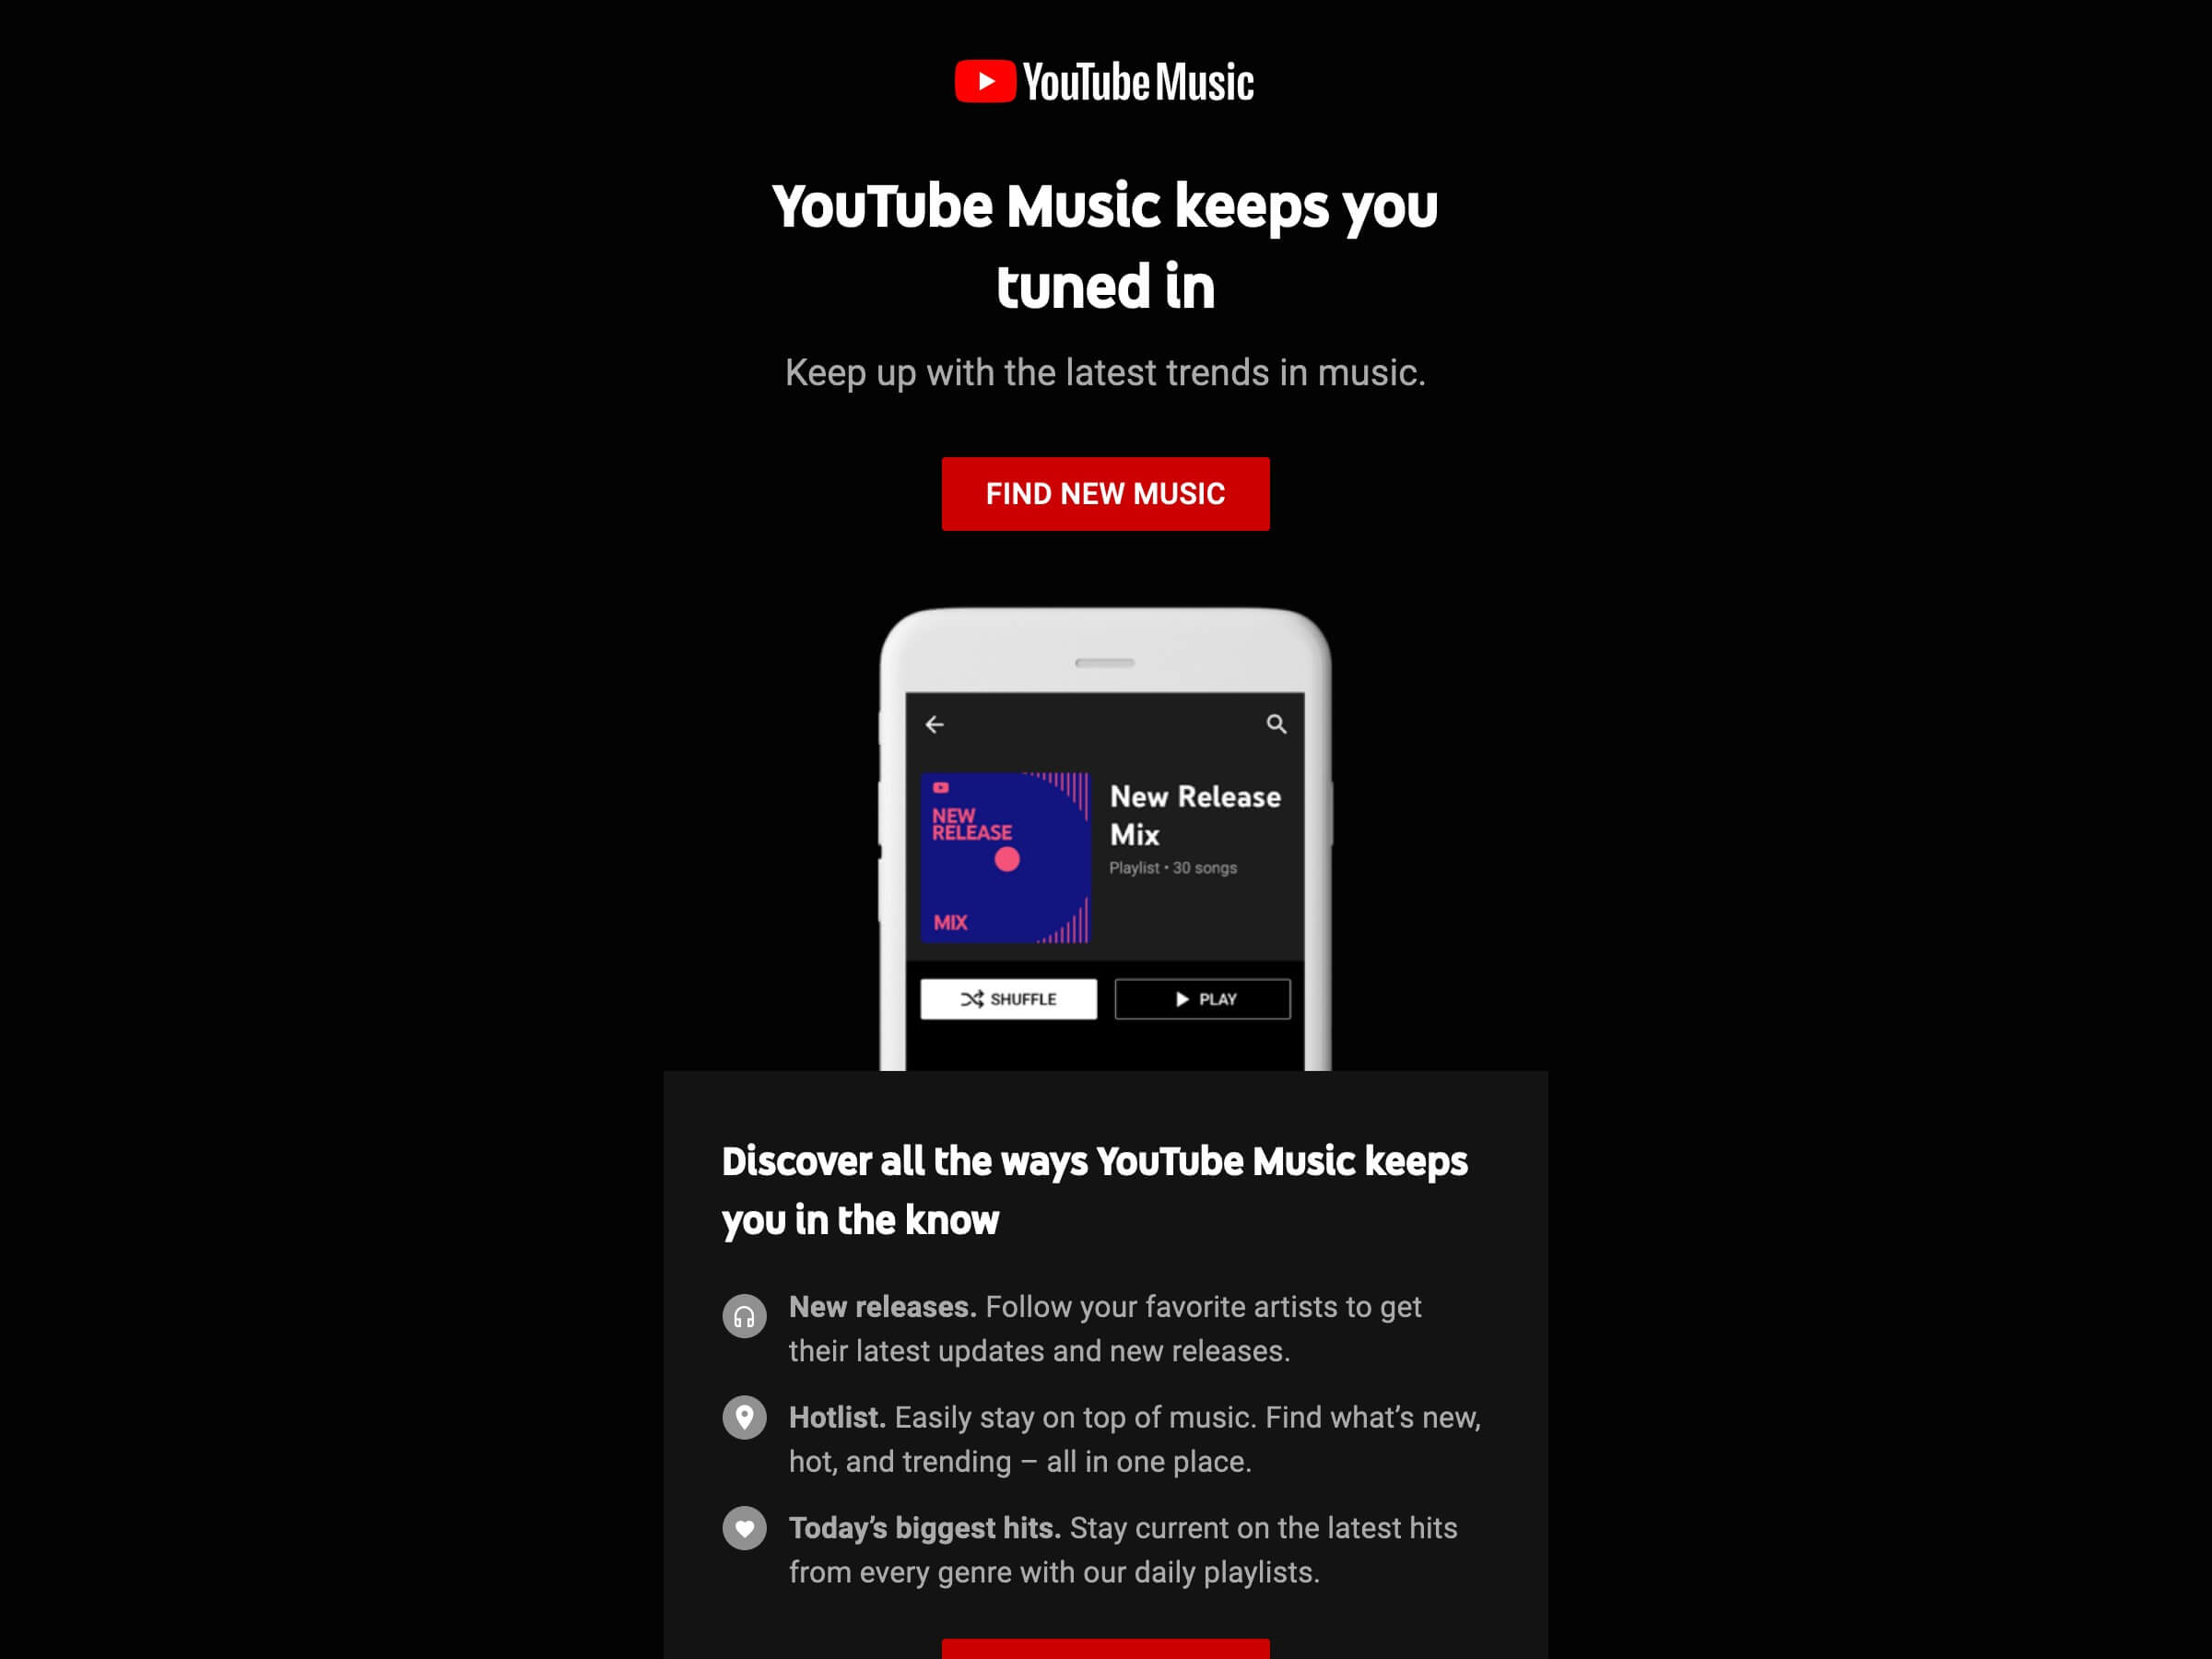 YouTube Music
YouTube Music keeps you
tuned in
Keep up with the latest trends in music.
FIND NEW MUSIC
NEW
RELEASE
MIX
New Release
Mix
Playlist • 30 songs
SHUFFLE
PLAY
Discover all the ways YouTube Music keeps
you in the know
New releases. Follow your favorite artists to get
their latest updates and new releases.
Hotlist. Easily stay on top of music. Find what’s new,
hot, and trending – all in one place.
Today’s biggest hits. Stay current on the latest hits
from every genre with our daily playlists.